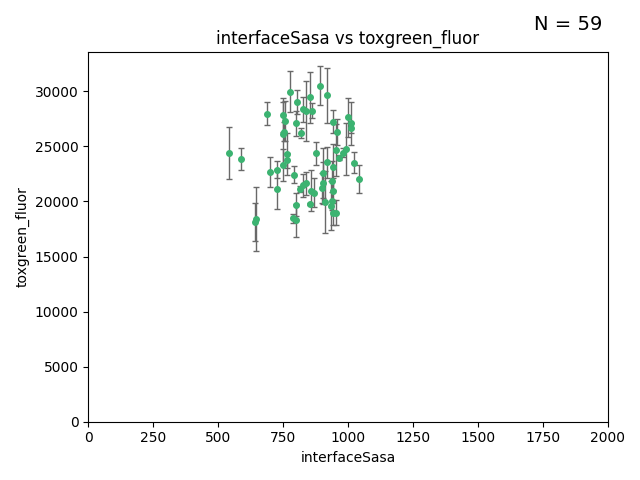 N = 59
interfaceSasa vs toxgreen_fluor
30000
25000
20000
15000
10000
5000
0
toxgreen_fluor
0 250 500 750 1000 1250 1500 1750 2000
interfaceSasa